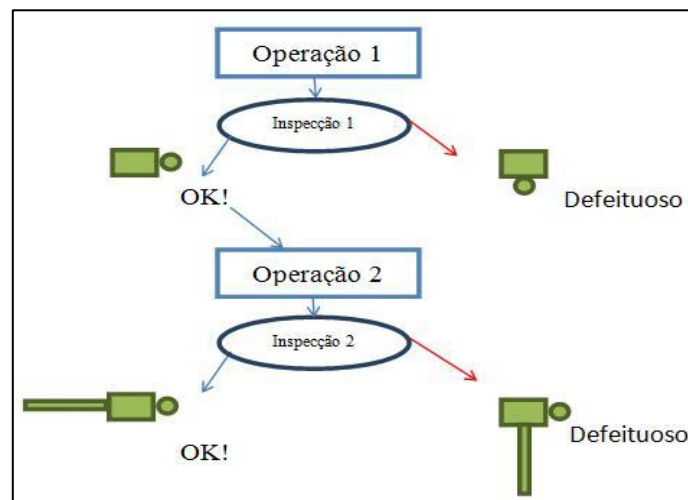 Operação 1
Inspecção 1
OK!
Defeituoso
Operação 2
Inspecção 2
OK!
Defeituoso